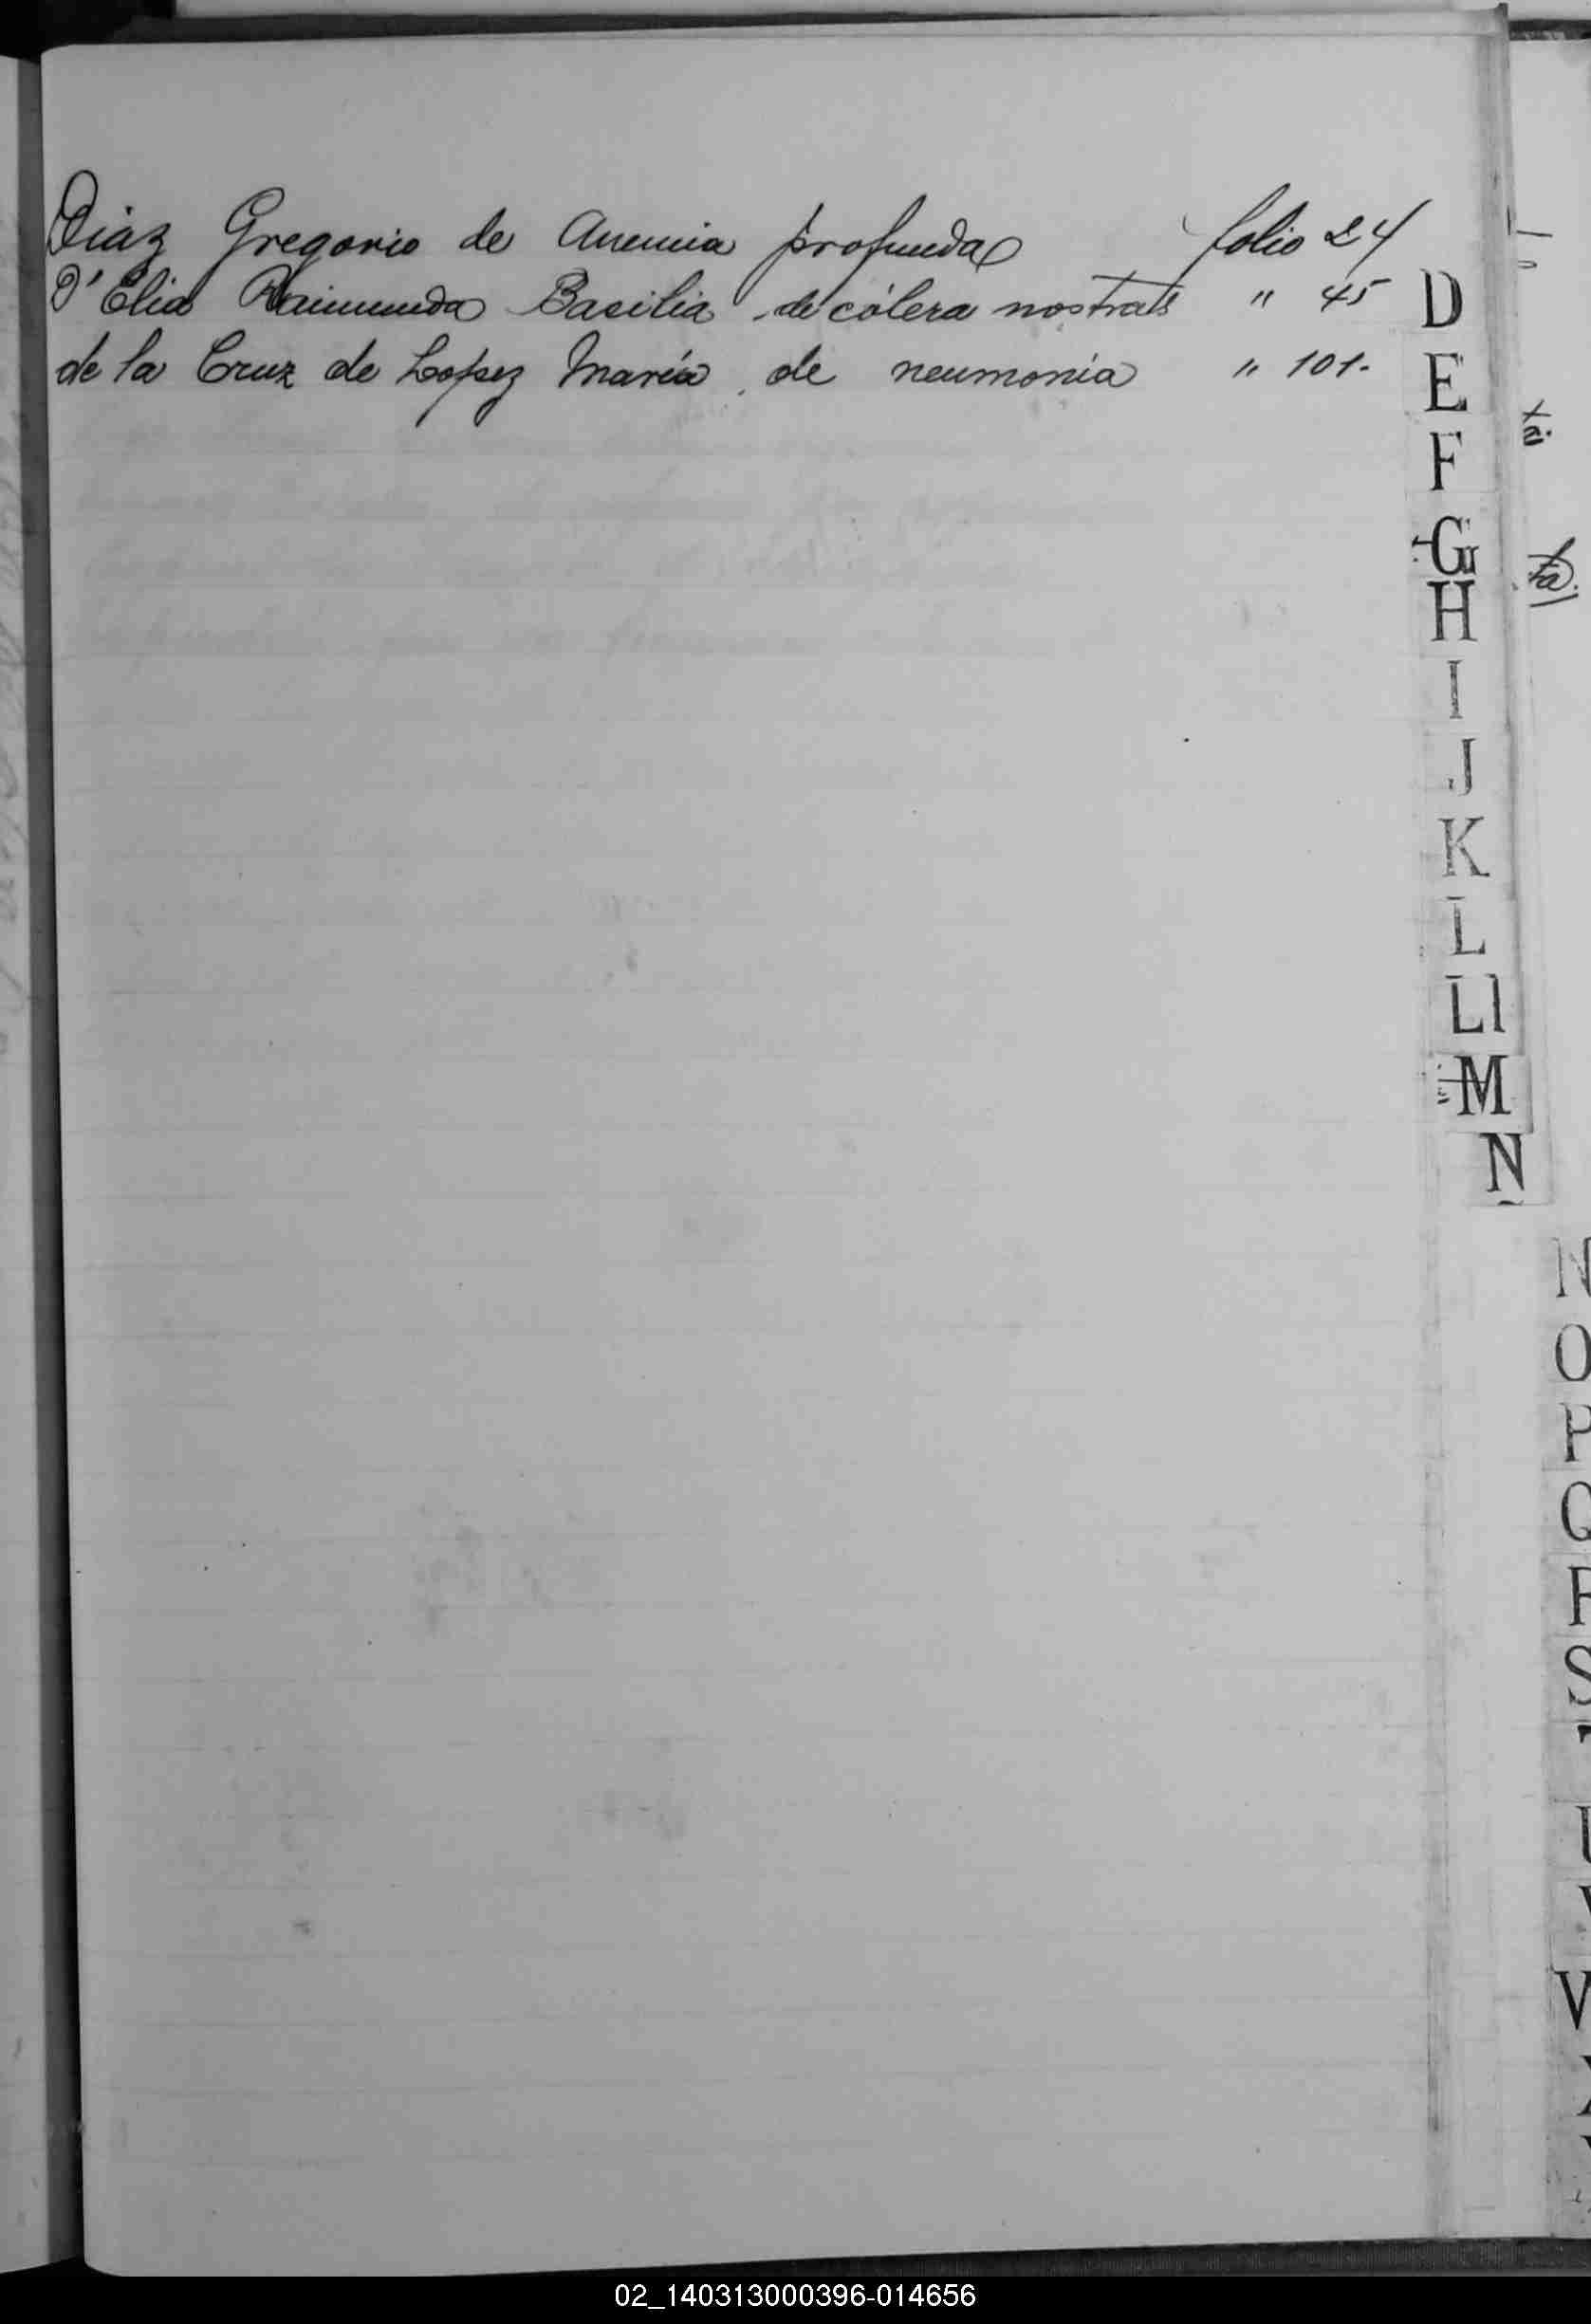 Diaz Gregorio de Anemia profunda folio 24
D'Elia Raimunda Basilia de cólera nostrals " 45
de la Cruz de Lopez María de neumonia " 101.
D
E
F
G
H
I
J
K
L
Ll
M
N
N
O
P
Q
R
S
T
U
V
V
02_140313000396-014656